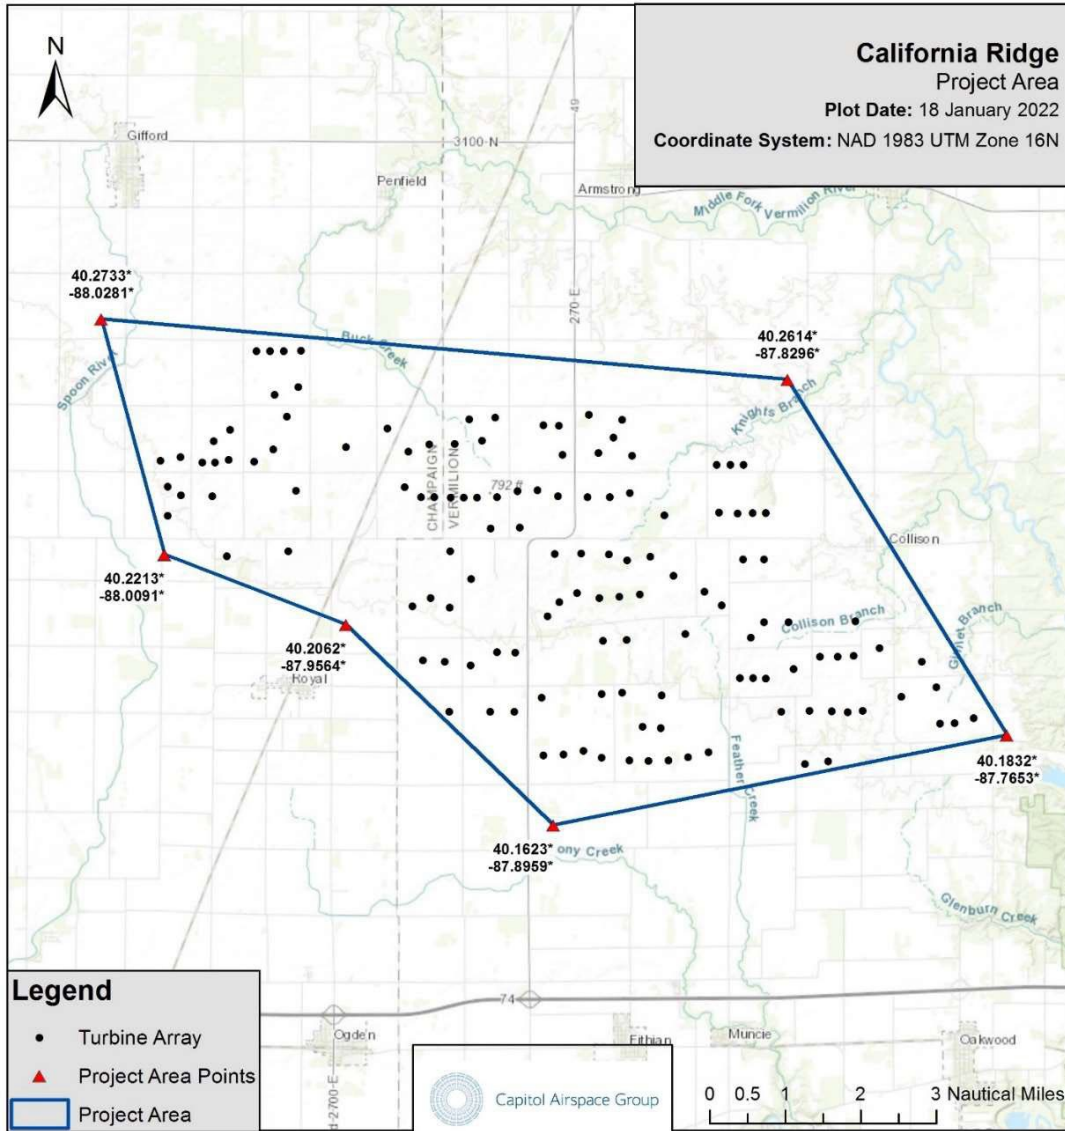 California Ridge
Project Area
Plot Date: 18 January 2022
Coordinate System: NAD 1983 UTM Zone 16N
N
Gifford
49
3100-N
Penfield
Armstrong
Middle Fork Vermilion River
40.2733*
-88.0281*
270-E
Buck Creek
40.2614*
-87.8296*
Spoon River
Knights Branch
CHAMPAIGN
VERMILION
792 ft
Collison
40.2213*
-88.0091*
Collison Branch
40.2062*
-87.9564*
Royal
Feather Creek
40.1832*
-87.7653*
40.1623*
-87.8959*
ony Creek
Glenburn Creek
74
Legend
Turbine Array
Project Area Points
Project Area
Ogden
Muncie
Oakwood
d-2700-E
Capitol Airspace Group
0 0.5 1 2 3 Nautical Miles